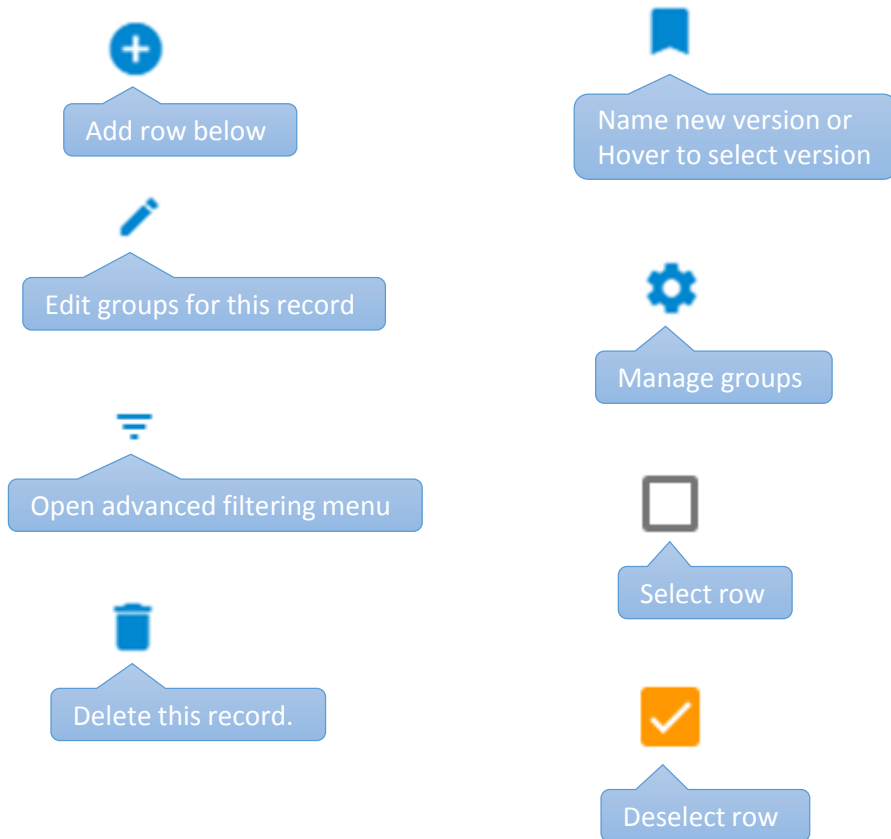 Add row below
Edit groups for this record
Open advanced filtering menu
Delete this record.
Name new version or
Hover to select version
Manage groups
Select row
Deselect row